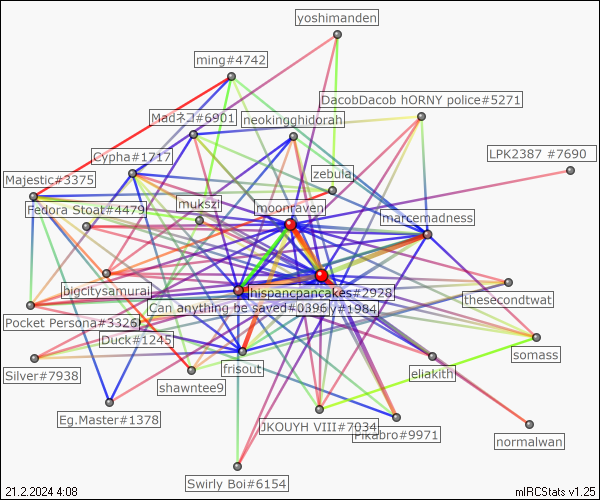 yoshimanden
ming#4742
DacobDacob hORNY police#5271
Madネコ#6901
neokingghidorah
Cypha#1717
LPK2387 #7690
zebula
Majestic#3375
mukszi
Fedora Stoat#4479
moonraven
marcemadness
bigcitysamurai
hispancpancakes#2928
thesecondtwat
Can anything be saved#0396
y#1984
Pocket Persona#3326
Duck#1245
somass
frisout
Silver#7938
eliakith
shawntee9
Eg.Master#1378
JKOUYH VIII#7034
Pikabro#9971
normalwan
Swirly Boi#6154
21.2.2024 4:08
mIRCStats v1.25